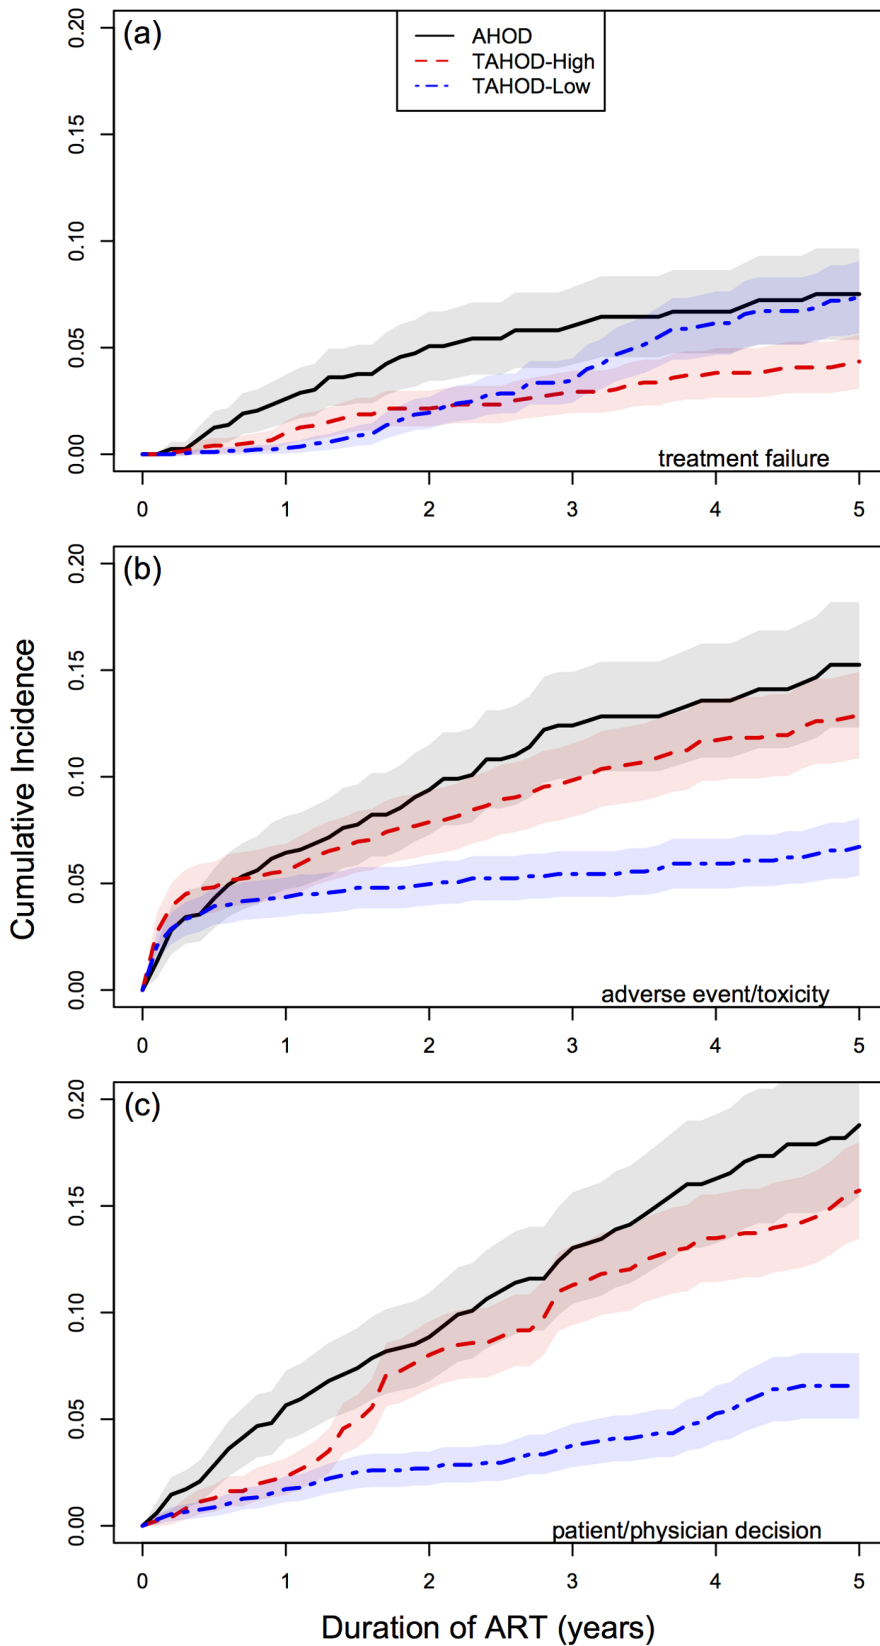 (a)
AHOD
TAHOD-High
TAHOD-Low
0.20
0.15
0.10
0.05
0.00
treatment failure
0 1 2 3 4 5
(b)
0.20
0.15
0.10
0.05
0.00
adverse event/toxicity
0 1 2 3 4 5
Cumulative Incidence
(c)
0.20
0.15
0.10
0.05
0.00
patient/physician decision
0 1 2 3 4 5
Duration of ART (years)